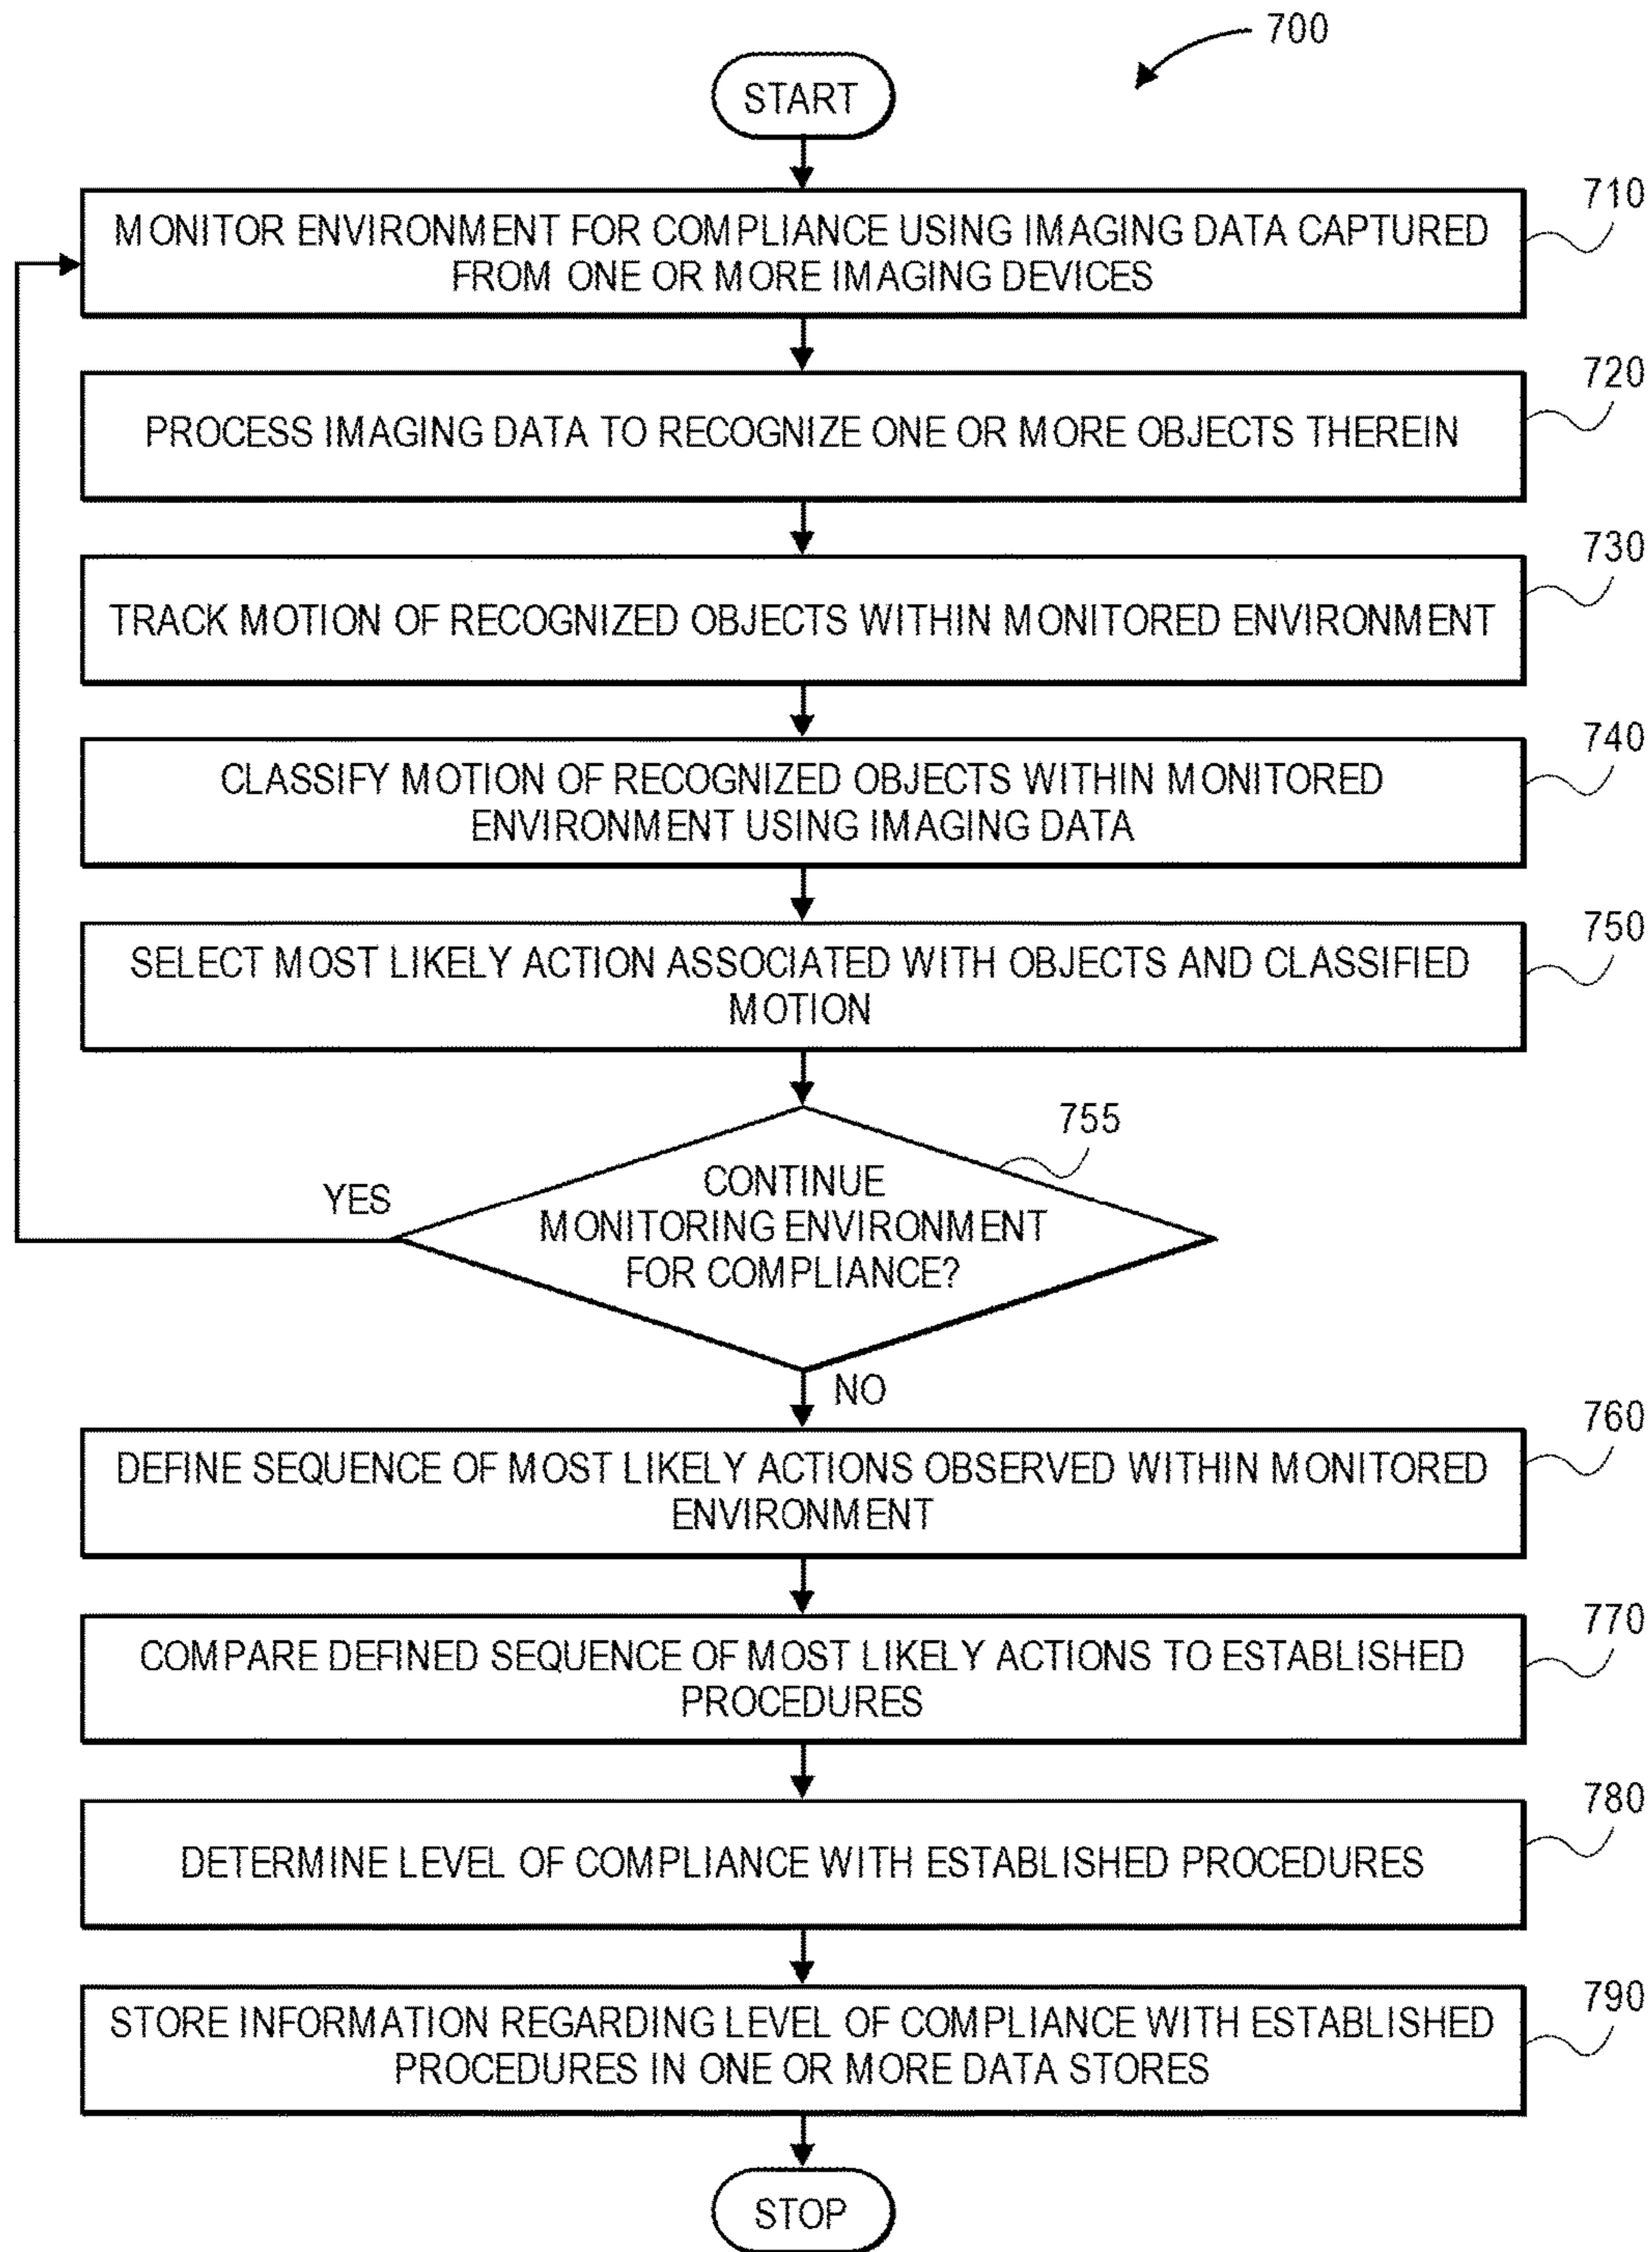 700
START
710
MONITOR ENVIRONMENT FOR COMPLIANCE USING IMAGING DATA CAPTURED
FROM ONE OR MORE IMAGING DEVICES
720
PROCESS IMAGING DATA TO RECOGNIZE ONE OR MORE OBJECTS THEREIN
730
TRACK MOTION OF RECOGNIZED OBJECTS WITHIN MONITORED ENVIRONMENT
740
CLASSIFY MOTION OF RECOGNIZED OBJECTS WITHIN MONITORED
ENVIRONMENT USING IMAGING DATA
750
SELECT MOST LIKELY ACTION ASSOCIATED WITH OBJECTS AND CLASSIFIED
MOTION
755
CONTINUE
MONITORING ENVIRONMENT
FOR COMPLIANCE?
YES
NO
760
DEFINE SEQUENCE OF MOST LIKELY ACTIONS OBSERVED WITHIN MONITORED
ENVIRONMENT
770
COMPARE DEFINED SEQUENCE OF MOST LIKELY ACTIONS TO ESTABLISHED
PROCEDURES
780
DETERMINE LEVEL OF COMPLIANCE WITH ESTABLISHED PROCEDURES
790
STORE INFORMATION REGARDING LEVEL OF COMPLIANCE WITH ESTABLISHED
PROCEDURES IN ONE OR MORE DATA STORES
STOP